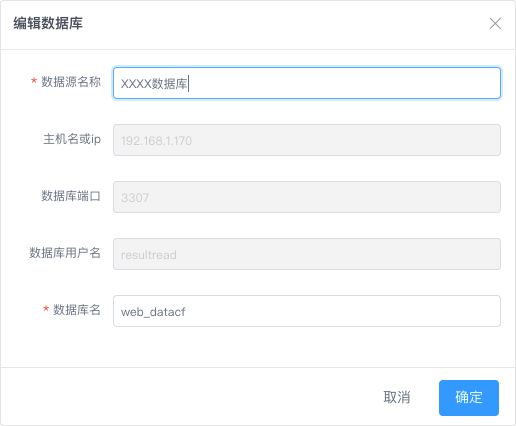 编辑数据库
* 数据源名称 XXXX数据库
主机名或ip 192.168.1.170
数据库端口 3307
数据库用户名 resultread
* 数据库名 web_datacf
取消 确定